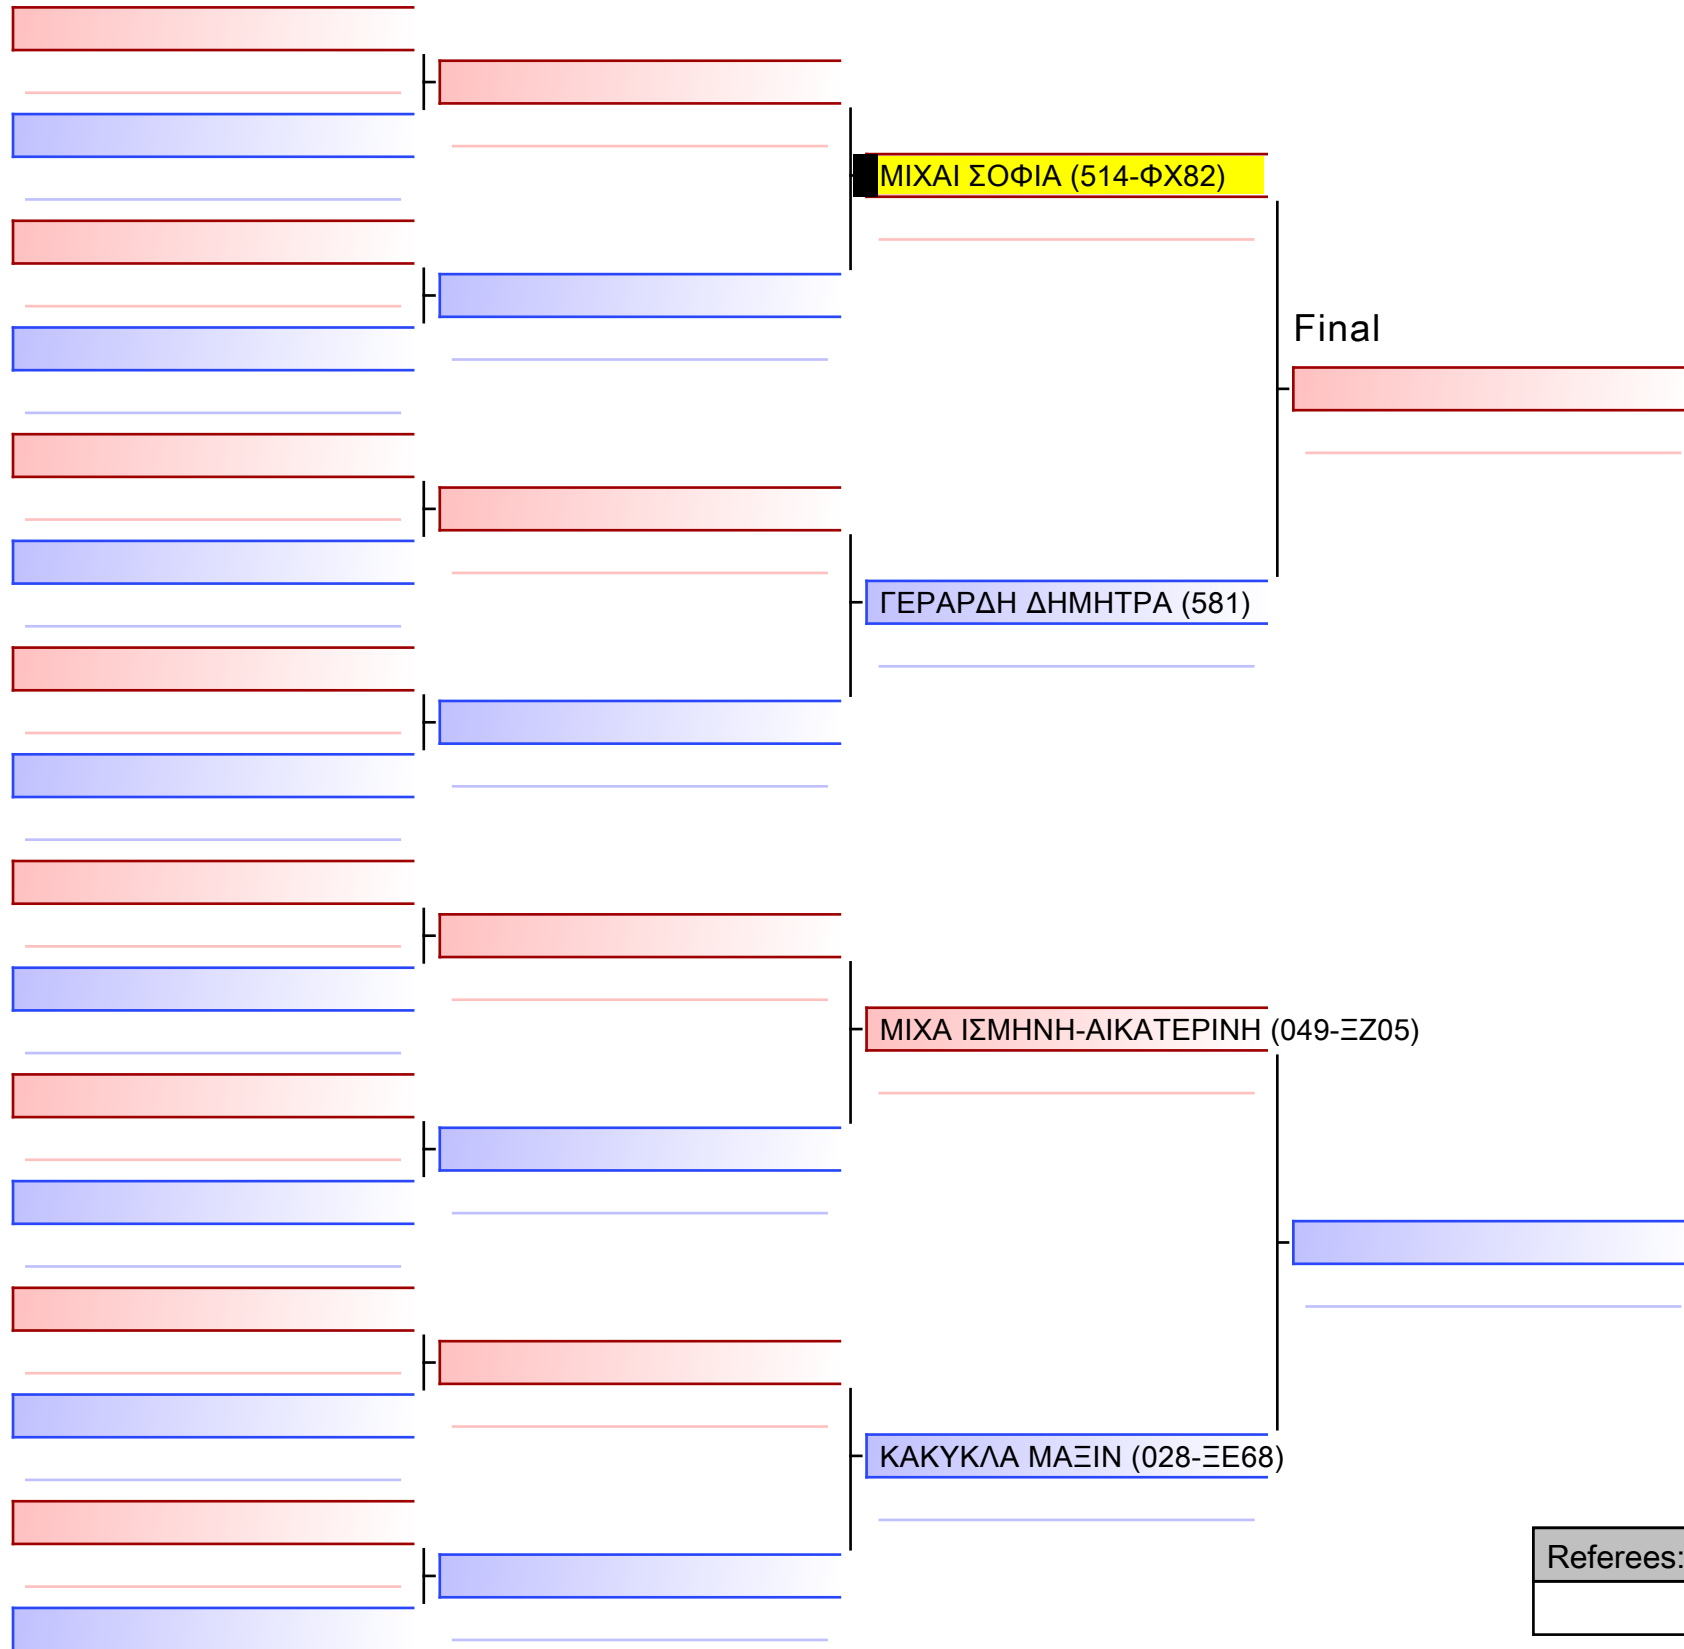 ΜΙΧΑΙ ΣΟΦΙΑ (514-ΦΧ82)
Final
ΓΕΡΑΡΔΗ ΔΗΜΗΤΡΑ (581)
ΜΙΧΑ ΙΣΜΗΝΗ-ΑΙΚΑΤΕΡΙΝΗ (049-ΞΖ05)
ΚΑΚΥΚΛΑ ΜΑΞΙΝ (028-ΞΕ68)
Referees: